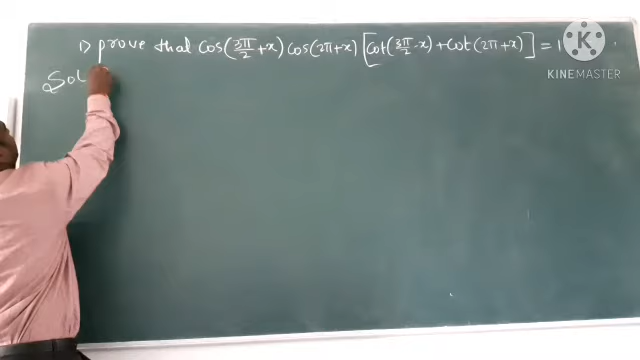 1) prove that cos(3π/2 + x) cos(2π+x) [cot(3π/2 - x) + cot(2π+x)] = 1
Sol
KINEMASTER